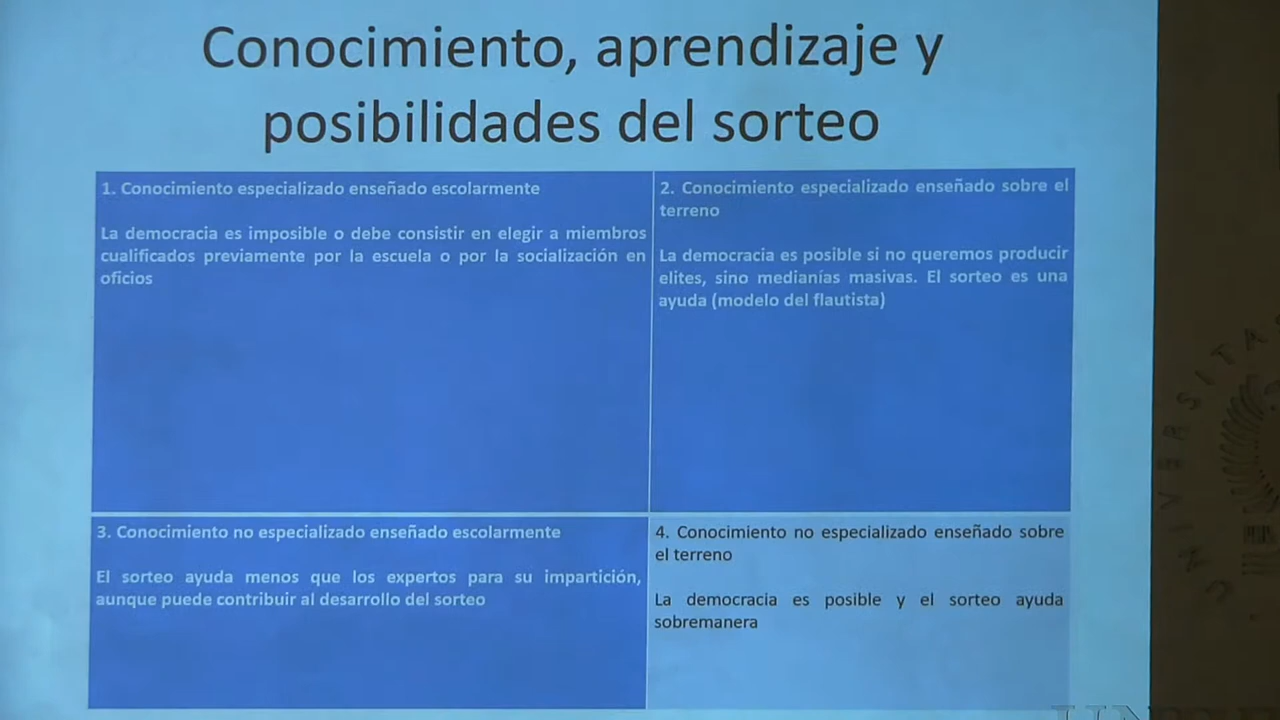 Conocimiento, aprendizaje y
posibilidades del sorteo
1. Conocimiento especializado enseñado escolarmente
La democracia es imposible o debe consistir en elegir a miembros
cualificados previamente por la escuela o por la socialización en
oficios
2. Conocimiento especializado enseñado sobre el
terreno
La democracia es posible si no queremos producir
elites, sino medianías masivas. El sorteo es una
ayuda (modelo del flautista)
3. Conocimiento no especializado enseñado escolarmente
El sorteo ayuda menos que los expertos para su impartición,
aunque puede contribuir al desarrollo del sorteo
4. Conocimiento no especializado enseñado sobre
el terreno
La democracia es posible y el sorteo ayuda
sobremanera